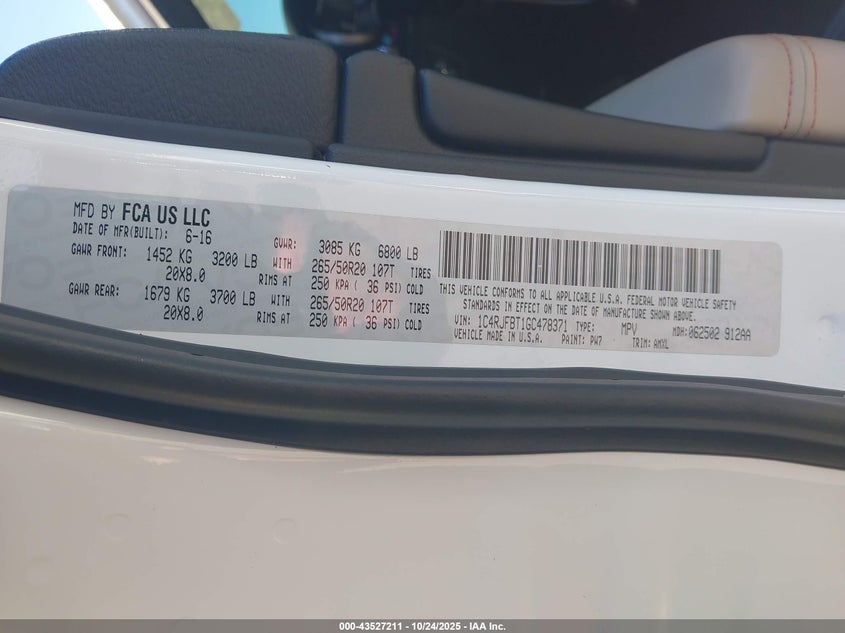 MFD BY FCA US LLC
DATE OF MFR(BUILT): 6-16 GVWR: 3085 KG 6800 LB
GAWR FRONT: 1452 KG 3200 LB WITH 265/50R20 107T TIRES
20X8.0 RIMS AT 250 KPA ( 36 PSI) COLD
GAWR REAR: 1679 KG 3700 LB WITH 265/50R20 107T TIRES
20X8.0 RIMS AT 250 KPA ( 36 PSI) COLD
THIS VEHICLE CONFORMS TO ALL APPLICABLE U.S.A. FEDERAL MOTOR VEHICLE SAFETY
STANDARDS IN EFFECT ON THE DATE OF MANUFACTURE SHOWN ABOVE.
VIN: 1C4RJFBT1GC478371 TYPE: MPV MDH: 062502 912AA
VEHICLE MADE IN U.S.A. PAINT: PW7 TRIM: AMXL
000-43527211 - 10/24/2025 - IAA Inc.